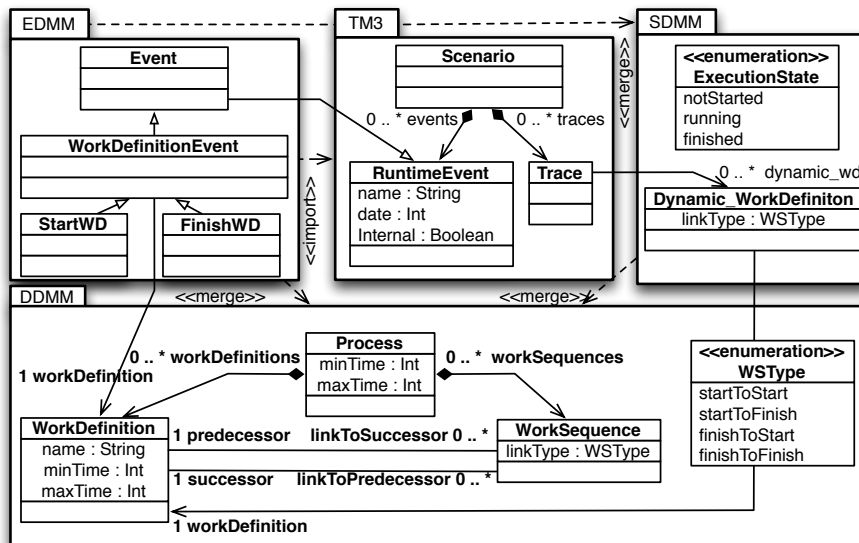 EDMM
TM3
SDMM
Event
Scenario
<<enumeration>>
ExecutionState
notStarted
running
finished
<<merge>>
0 .. * events
0 .. * traces
WorkDefinitionEvent
RuntimeEvent
name : String
date : Int
Internal : Boolean
Trace
0 .. * dynamic_wd
Dynamic_WorkDefiniton
linkType : WSType
StartWD
FinishWD
<<import>>
DDMM
<<merge>>
<<merge>>
Process
minTime : Int
maxTime : Int
0 .. * workDefinitions
0 .. * workSequences
1 workDefinition
<<enumeration>>
WSType
startToStart
startToFinish
finishToStart
finishToFinish
WorkDefinition
name : String
minTime : Int
maxTime : Int
1 predecessor linkToSuccessor 0 .. *
WorkSequence
linkType : WSType
1 successor linkToPredecessor 0 .. *
1 workDefinition